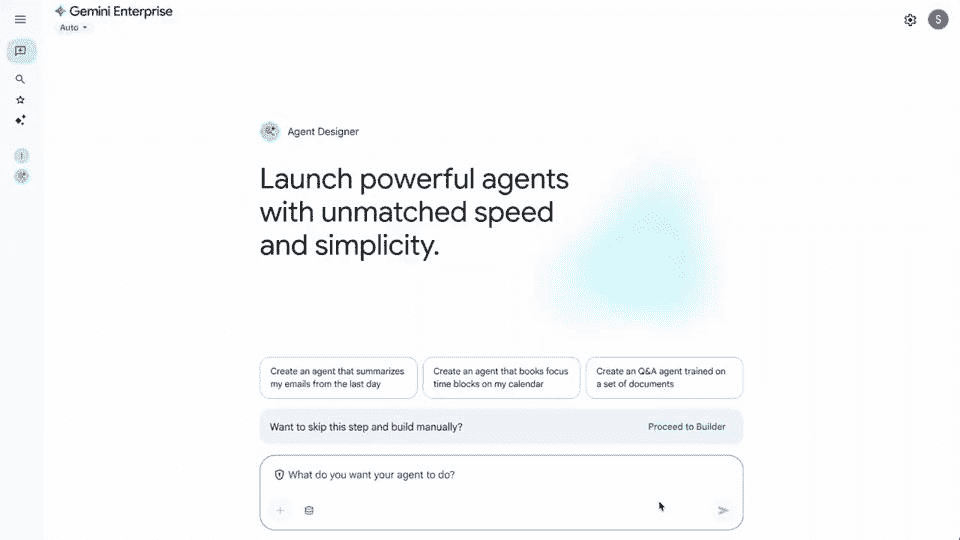 Gemini Enterprise
Auto
S
Agent Designer
Launch powerful agents
with unmatched speed
and simplicity.
Create an agent that summarizes
my emails from the last day
Create an agent that books focus
time blocks on my calendar
Create an Q&A agent trained on
a set of documents
Want to skip this step and build manually?
Proceed to Builder
What do you want your agent to do?